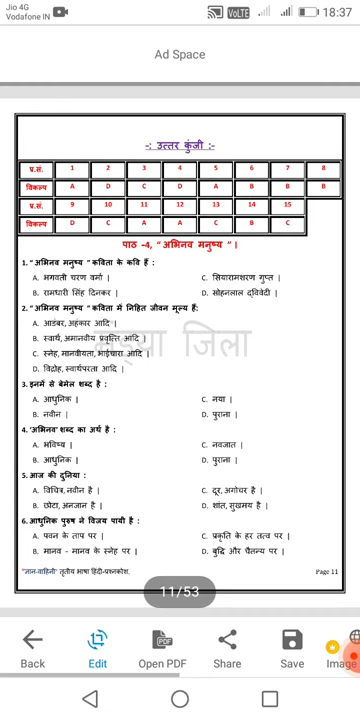 Jio 4G
Vodafone IN
VoLTE
18:37
Ad Space
-: उत्तर कुंजी :-
प्र.सं. 1 2 3 4 5 6 7 8
विकल्प A D C D A B B B
प्र.सं. 9 10 11 12 13 14 15
विकल्प D C A A C B C
पाठ -4, " अभिनव मनुष्य " ।
1. " अभिनव मनुष्य " कविता के कवि हैं :
A. भगवती चरण वर्मा | C. सियारामशरण गुप्त |
B. रामधारी सिंह दिनकर | D. सोहनलाल द्विवेदी |
2. " अभिनव मनुष्य " कविता में निहित जीवन मूल्य हैं:
A. आडंबर, अहंकार आदि |
B. स्वार्थ, अमानवीय प्रवृत्ति आदि |
C. स्नेह, मानवीयता, भाईचारा आदि |
D. विद्रोह, स्वार्थपरता आदि |
मंड्या जिला
3. इनमें से बेमेल शब्द है :
A. आधुनिक | C. नया |
B. नवीन | D. पुराना |
4. 'अभिनव' शब्द का अर्थ है :
A. भविष्य | C. नवजात |
B. आधुनिक | D. पुराना |
5. आज की दुनिया :
A. विचित्र, नवीन है | C. दूर, अगोचर है |
B. छोटा, अनजान है | D. शांत, सुखमय है |
6. आधुनिक पुरुष ने विजय पायी है :
A. पवन के ताप पर | C. प्रकृति के हर तत्व पर |
B. मानव - मानव के स्नेह पर | D. बुद्धि और चैतन्य पर |
"ज्ञान-वाहिनी" तृतीय भाषा हिंदी-प्रश्नकोश, Page 11
11/53
PDF
Back Edit Open PDF Share Save Image